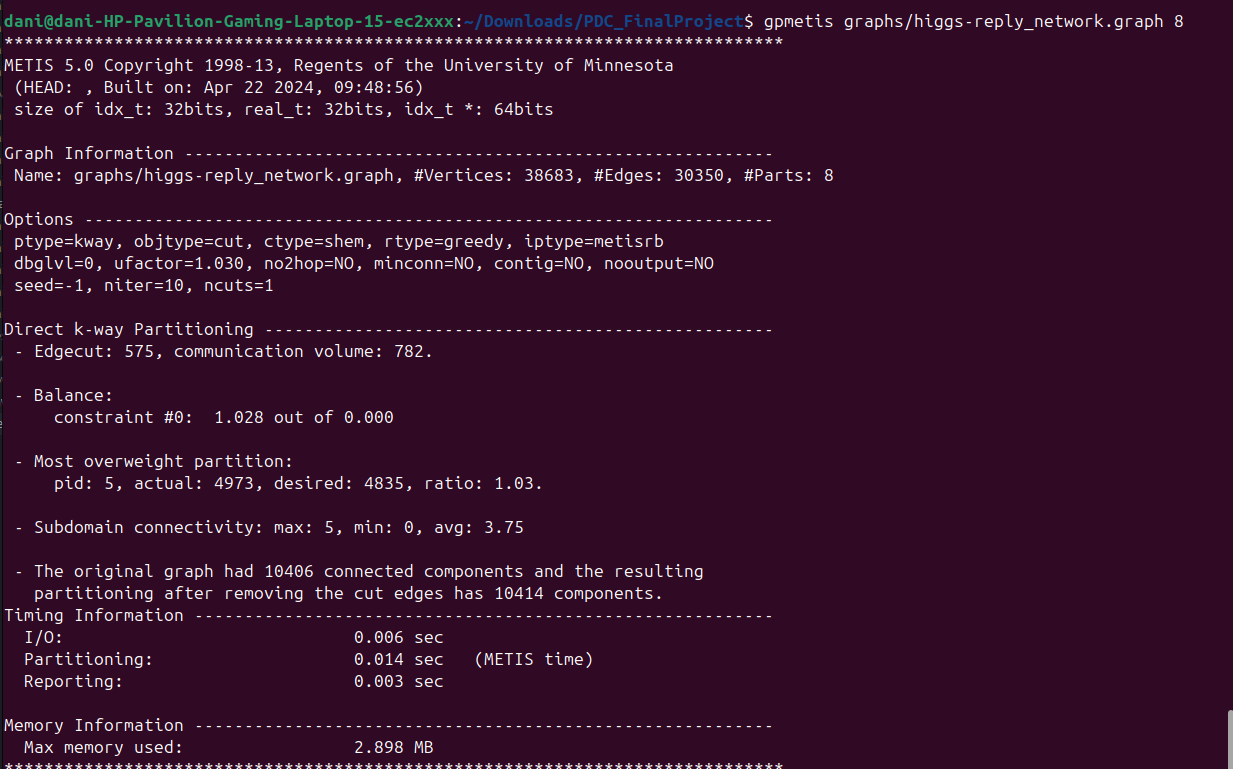 dani@dani-HP-Pavilion-Gaming-Laptop-15-ec2xxx:~/Downloads/PDC_FinalProject$ gpmetis graphs/higgs-reply_network.graph 8
******************************************************************************
METIS 5.0 Copyright 1998-13, Regents of the University of Minnesota
 (HEAD: , Built on: Apr 22 2024, 09:48:56)
 size of idx_t: 32bits, real_t: 32bits, idx_t *: 64bits

Graph Information -----------------------------------------------------------
 Name: graphs/higgs-reply_network.graph, #Vertices: 38683, #Edges: 30350, #Parts: 8

Options ---------------------------------------------------------------------
 ptype=kway, objtype=cut, ctype=shem, rtype=greedy, iptype=metisrb
 dbglvl=0, ufactor=1.030, no2hop=NO, minconn=NO, contig=NO, nooutput=NO
 seed=-1, niter=10, ncuts=1

Direct k-way Partitioning ---------------------------------------------------
 - Edgecut: 575, communication volume: 782.

 - Balance:
     constraint #0:  1.028 out of 0.000

 - Most overweight partition:
     pid: 5, actual: 4973, desired: 4835, ratio: 1.03.

 - Subdomain connectivity: max: 5, min: 0, avg: 3.75

 - The original graph had 10406 connected components and the resulting
   partitioning after removing the cut edges has 10414 components.
Timing Information ----------------------------------------------------------
  I/O:                             0.006 sec
  Partitioning:                    0.014 sec   (METIS time)
  Reporting:                       0.003 sec

Memory Information ----------------------------------------------------------
  Max memory used:                 2.898 MB
******************************************************************************